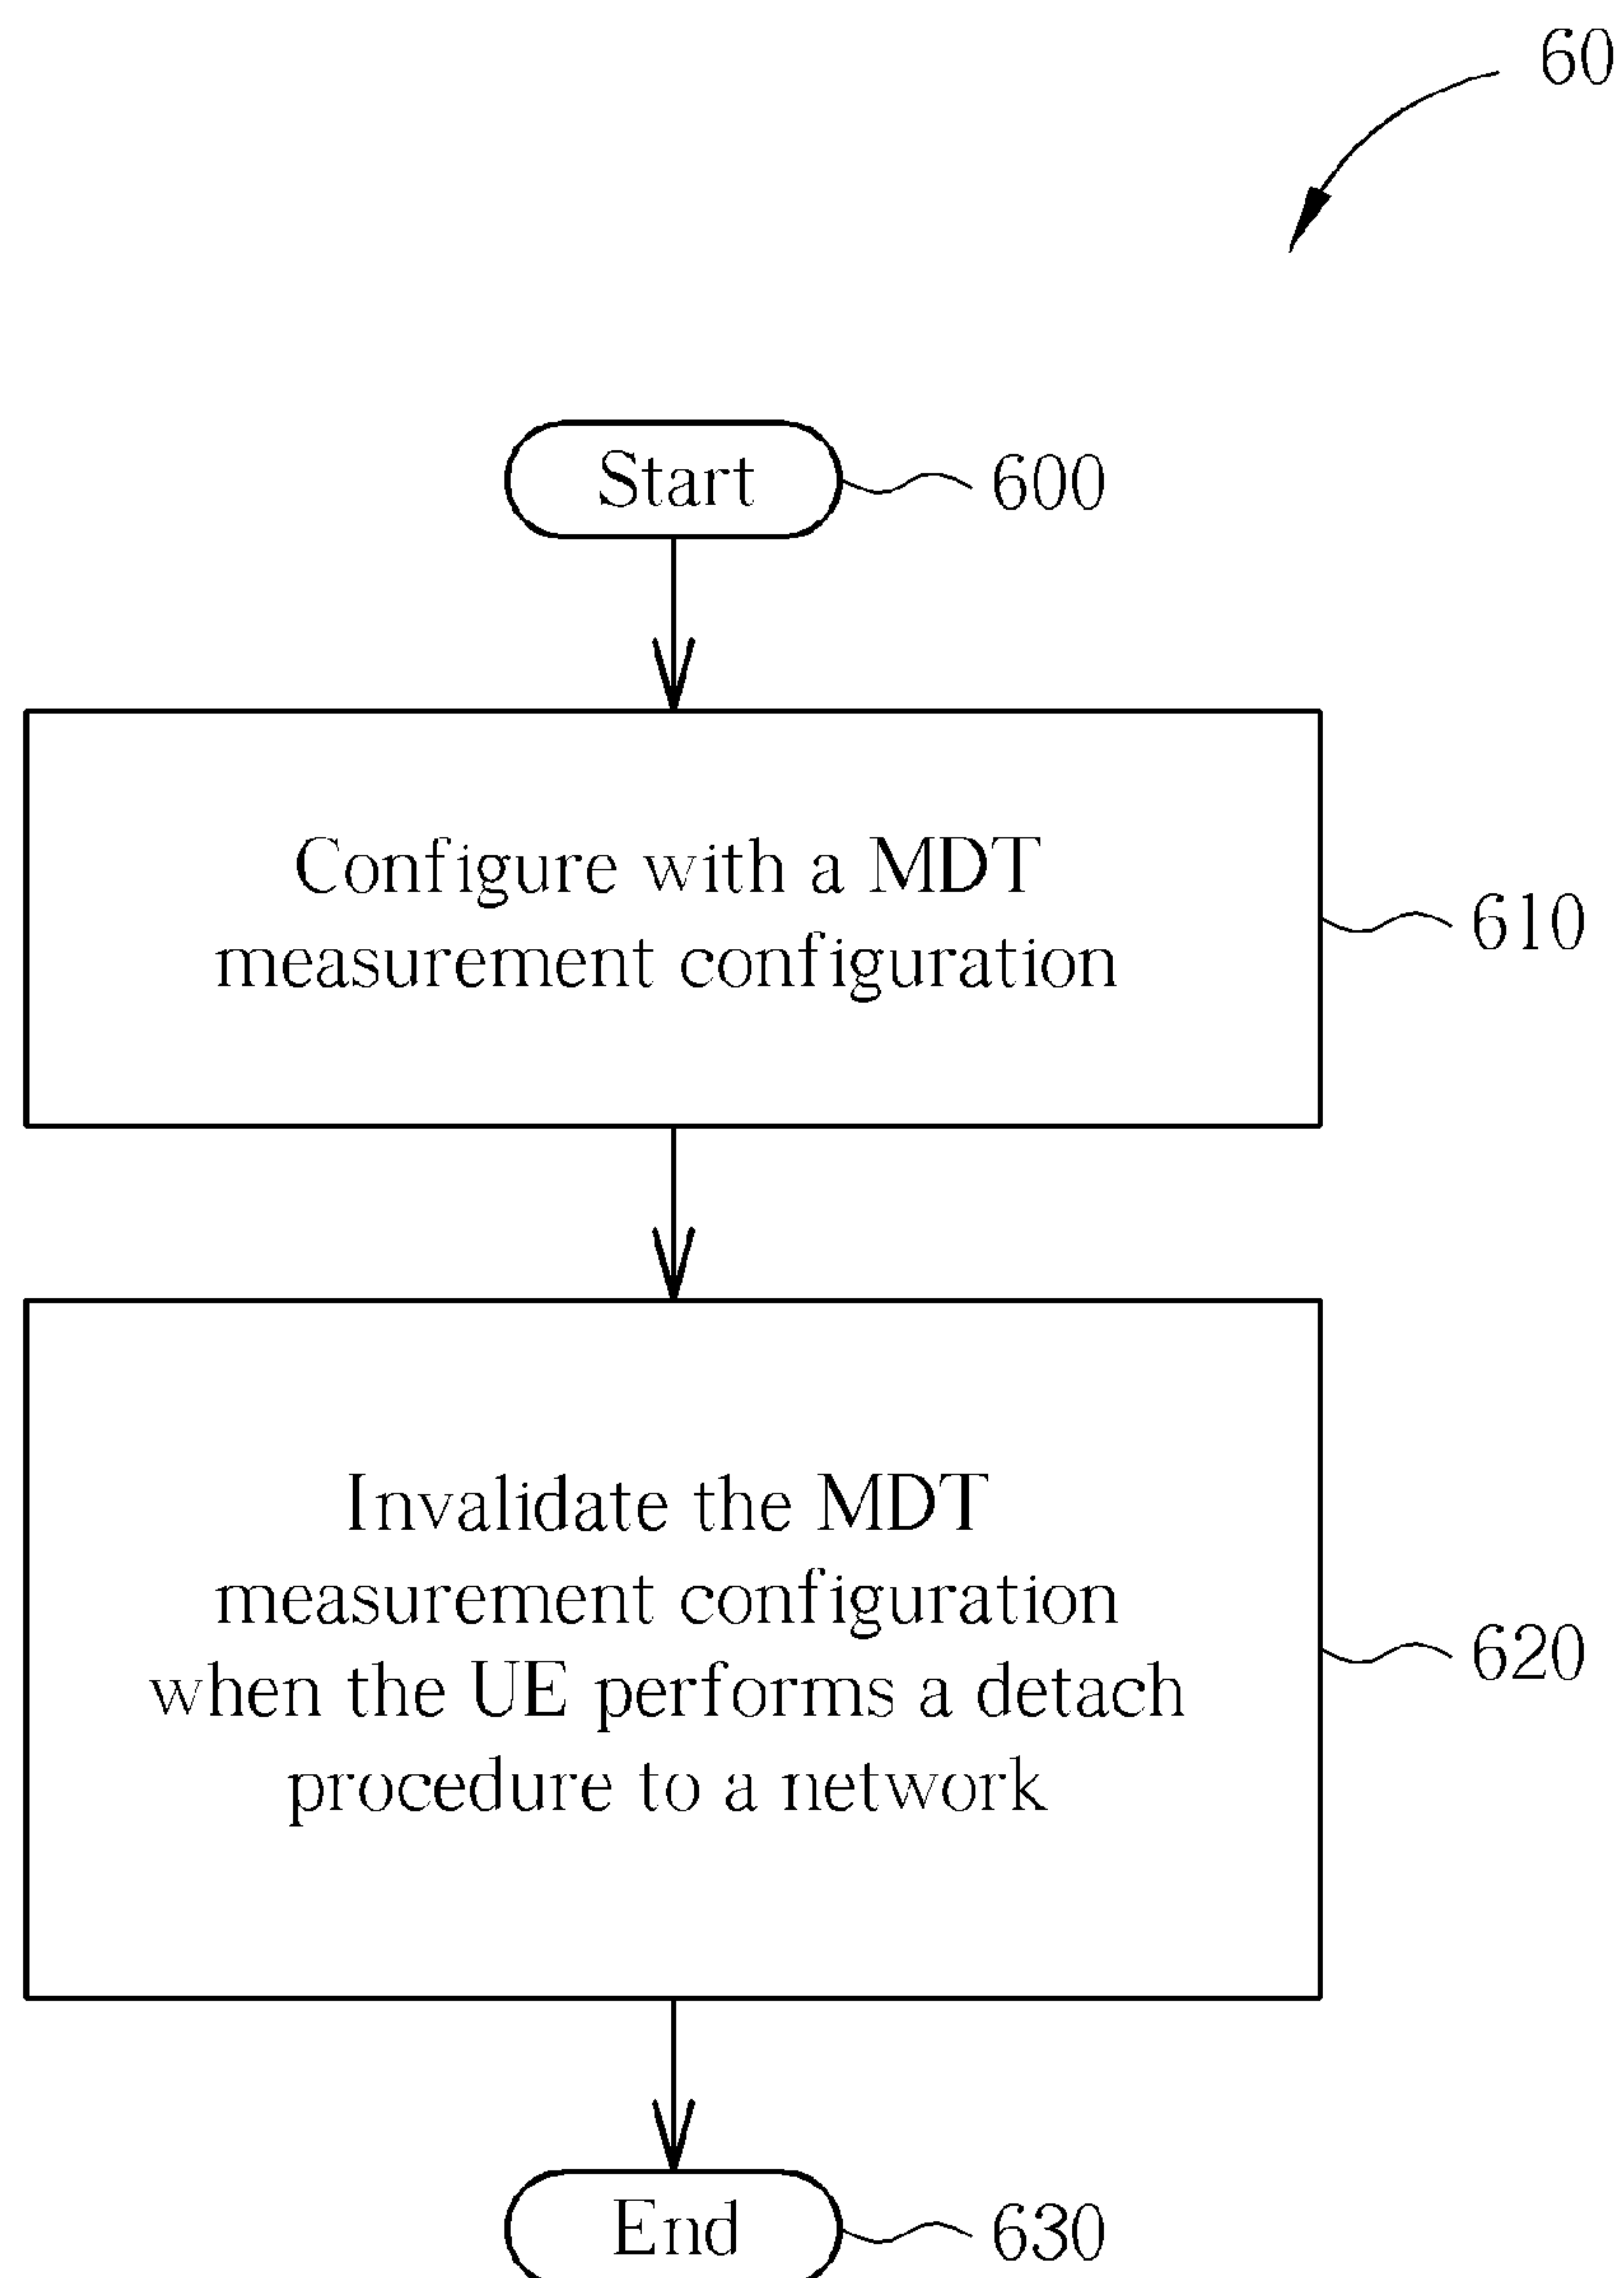 60
Start
600
Configure with a MDT
measurement configuration
610
Invalidate the MDT
measurement configuration
when the UE performs a detach
procedure to a network
620
End
630